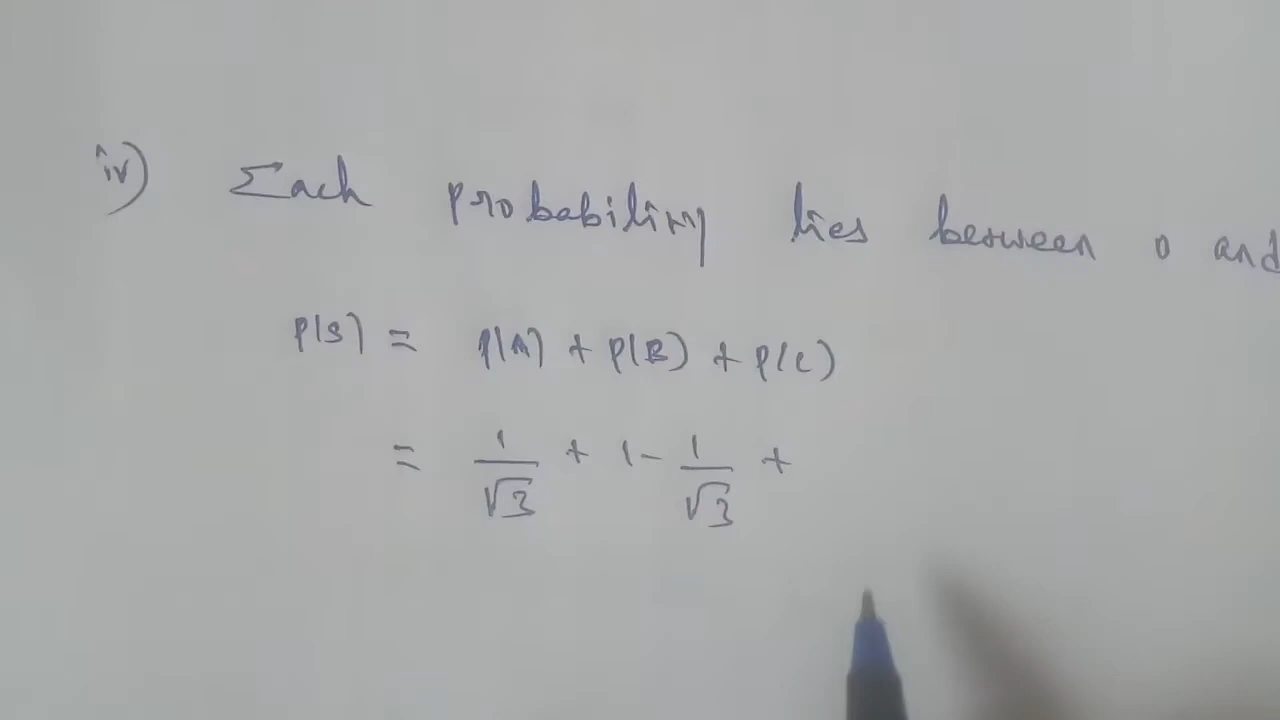 iv) Each probability lies between 0 and
P(S) = P(A) + P(B) + P(C)
= 1/√3 + 1 - 1/√3 +